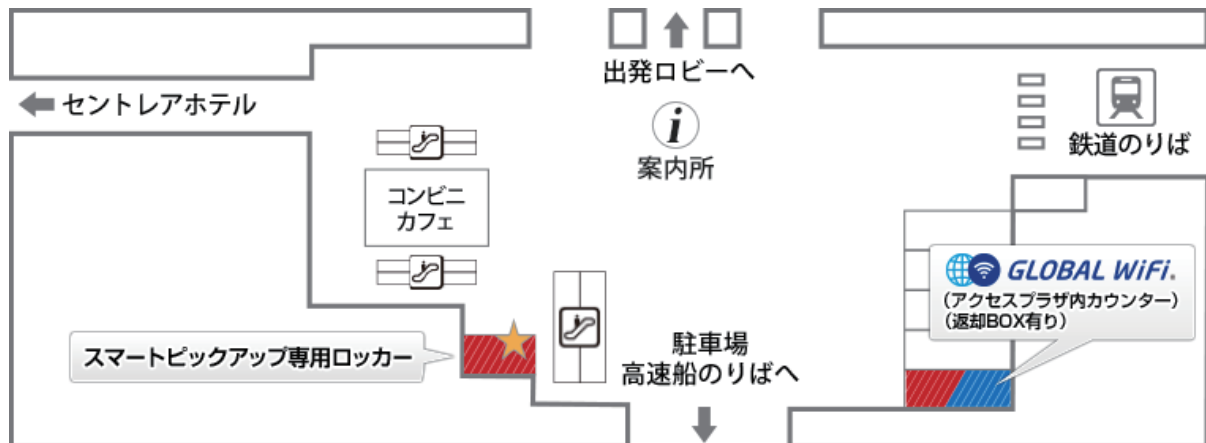 出発ロビーへ
セントレアホテル
i
案内所
鉄道のりば
コンビニ
カフェ
GLOBAL WiFi.
(アクセスプラザ内カウンター)
(返却BOX有り)
スマートピックアップ専用ロッカー
駐車場
高速船のりばへ